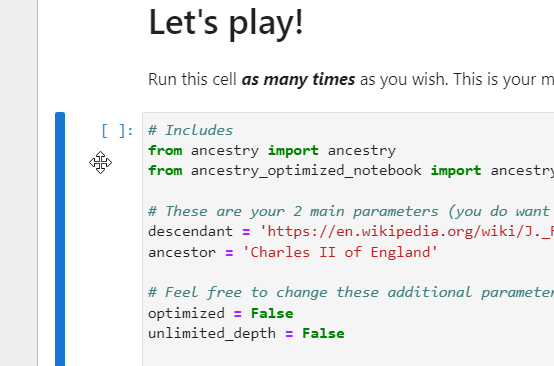 Let's play!
Run this cell as many times as you wish. This is your m
[ ]: # Includes
from ancestry import ancestry
from ancestry_optimized_notebook import ancestry
# These are your 2 main parameters (you do want
descendant = 'https://en.wikipedia.org/wiki/J._F
ancestor = 'Charles II of England'
# Feel free to change these additional parameter
optimized = False
unlimited_depth = False